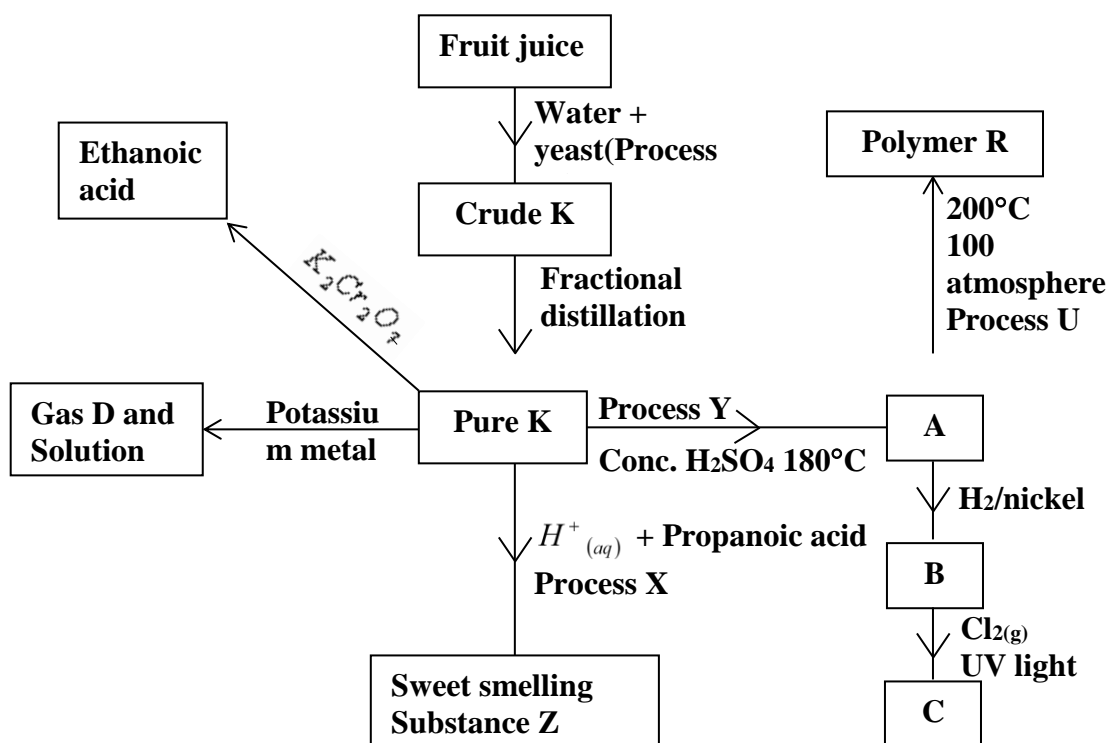 Fruit juice
Water +
yeast(Process
Ethanoic
acid
Polymer R
Crude K
200°C
100
atmosphere
Process U
K₂Cr₂O₇
Fractional
distillation
Gas D and
Solution
Potassiu
m metal
Pure K
Process Y
Conc. H₂SO₄ 180°C
A
H₂/nickel
H⁺(aq) + Propanoic acid
Process X
B
Cl₂(g)
UV light
Sweet smelling
Substance Z
C